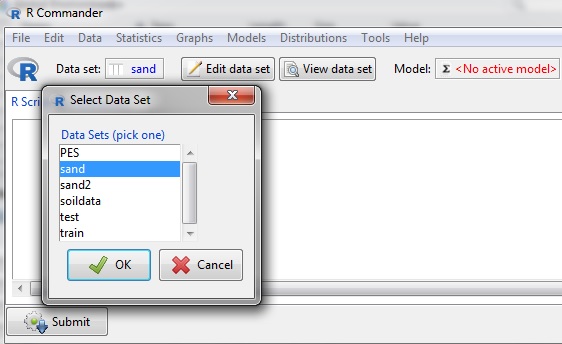 R Commander
File Edit Data Statistics Graphs Models Distributions Tools Help
Data set: sand Edit data set View data set Model: Σ <No active model>
R Scri
Select Data Set
Data Sets (pick one)
PES
sand
sand2
soildata
test
train
OK Cancel
Submit